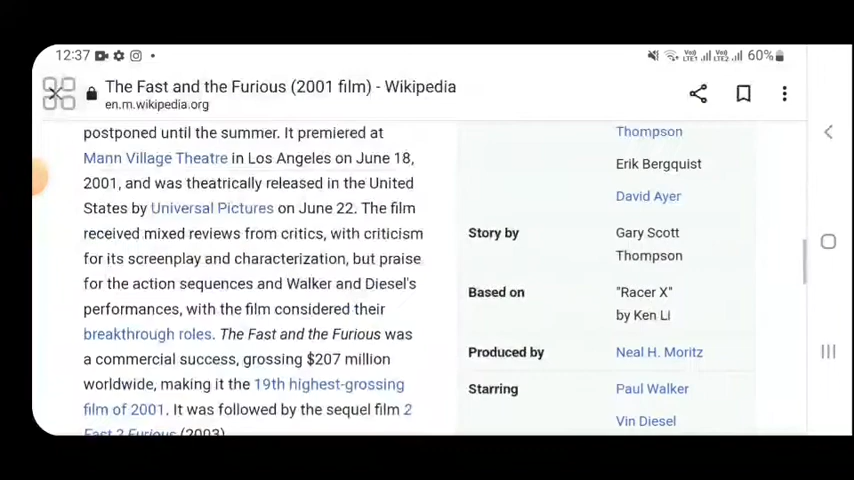 12:37 60%
The Fast and the Furious (2001 film) - Wikipedia
en.m.wikipedia.org
postponed until the summer. It premiered at
Mann Village Theatre in Los Angeles on June 18,
2001, and was theatrically released in the United
States by Universal Pictures on June 22. The film
received mixed reviews from critics, with criticism
for its screenplay and characterization, but praise
for the action sequences and Walker and Diesel's
performances, with the film considered their
breakthrough roles. The Fast and the Furious was
a commercial success, grossing $207 million
worldwide, making it the 19th highest-grossing
film of 2001. It was followed by the sequel film 2
Fast 2 Furious (2003)
Thompson
Erik Bergquist
David Ayer
Story by Gary Scott
Thompson
Based on "Racer X"
by Ken Li
Produced by Neal H. Moritz
Starring Paul Walker
Vin Diesel